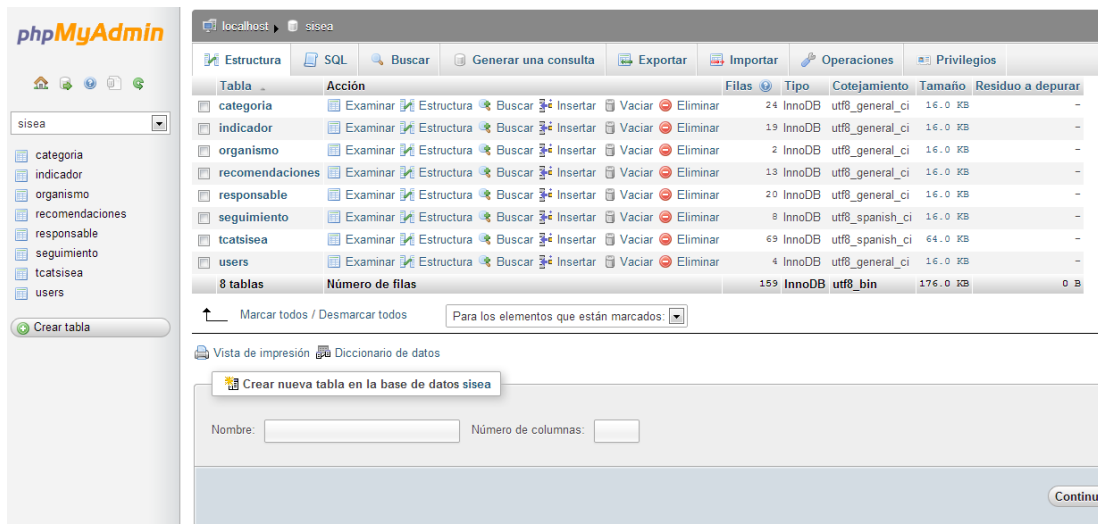 phpMyAdmin
sisea
categoria
indicador
organismo
recomendaciones
responsable
seguimiento
tcatsisea
users
Crear tabla
localhost sisea
Estructura SQL Buscar Generar una consulta Exportar Importar Operaciones Privilegios
Tabla Acción Filas Tipo Cotejamiento Tamaño Residuo a depurar
categoria Examinar Estructura Buscar Insertar Vaciar Eliminar 24 InnoDB utf8_general_ci 16.0 KB -
indicador Examinar Estructura Buscar Insertar Vaciar Eliminar 19 InnoDB utf8_general_ci 16.0 KB -
organismo Examinar Estructura Buscar Insertar Vaciar Eliminar 2 InnoDB utf8_general_ci 16.0 KB -
recomendaciones Examinar Estructura Buscar Insertar Vaciar Eliminar 13 InnoDB utf8_general_ci 16.0 KB -
responsable Examinar Estructura Buscar Insertar Vaciar Eliminar 20 InnoDB utf8_general_ci 16.0 KB -
seguimiento Examinar Estructura Buscar Insertar Vaciar Eliminar 8 InnoDB utf8_spanish_ci 16.0 KB -
tcatsisea Examinar Estructura Buscar Insertar Vaciar Eliminar 69 InnoDB utf8_spanish_ci 64.0 KB -
users Examinar Estructura Buscar Insertar Vaciar Eliminar 4 InnoDB utf8_general_ci 16.0 KB -
8 tablas Número de filas 159 InnoDB utf8_bin 176.0 KB 0 B
Marcar todos / Desmarcar todos Para los elementos que están marcados:
Vista de impresión Diccionario de datos
Crear nueva tabla en la base de datos sisea
Nombre: Número de columnas:
Continu